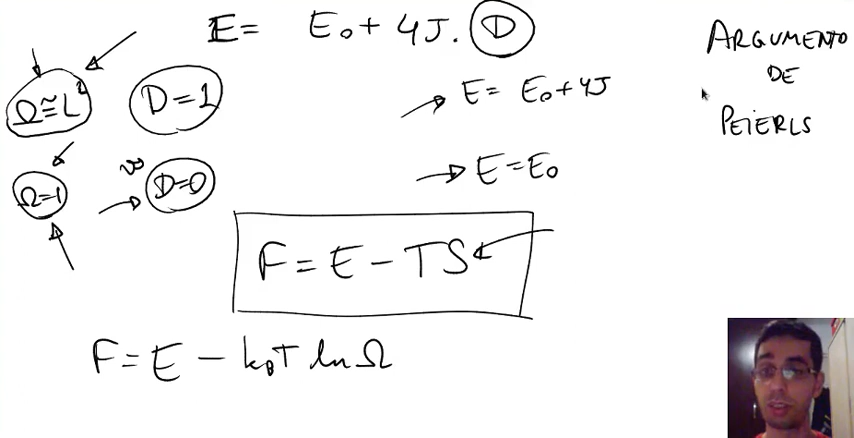 E = E₀ + 4J. D
ARGUMENTO
DE
PEIERLS
Ω ≅ L² D = 1
E = E₀ + 4J
Ω = 1 D = 0
E = E₀
F = E − TS
F = E − k_BT ln Ω